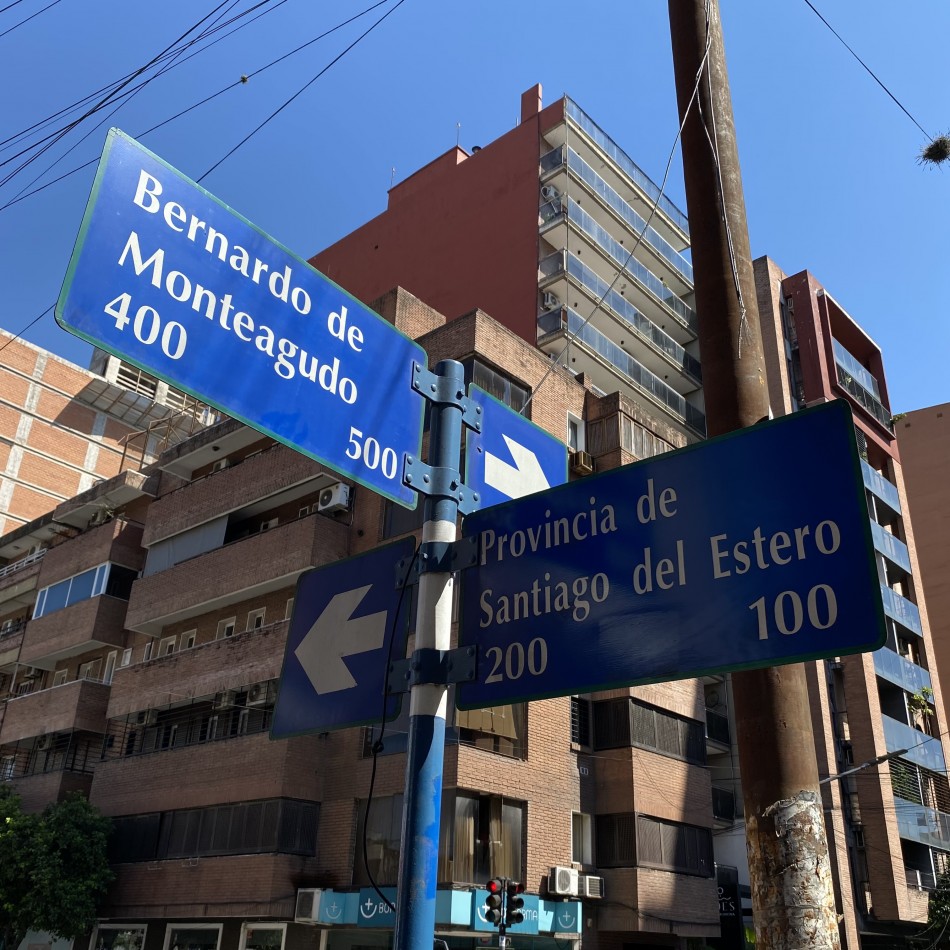 Bernardo de
Monteagudo
400
500
Provincia de
Santiago del Estero
200
100